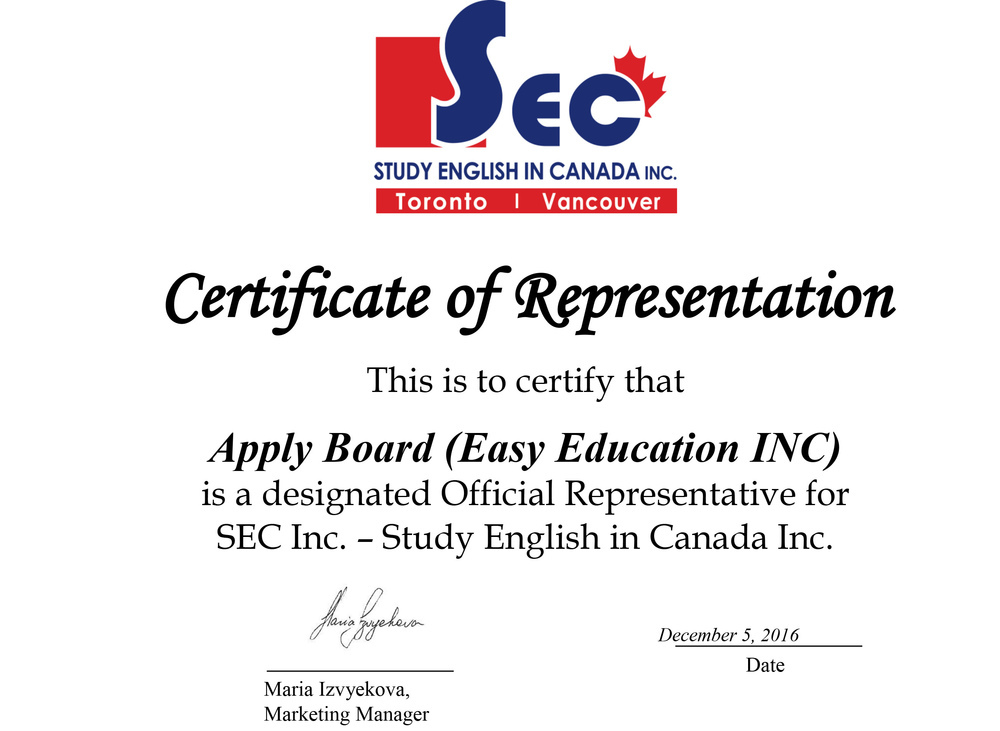 SEC
STUDY ENGLISH IN CANADA INC.
Toronto | Vancouver
Certificate of Representation
This is to certify that
Apply Board (Easy Education INC)
is a designated Official Representative for
SEC Inc. – Study English in Canada Inc.
Maria Izvyekova
December 5, 2016
Date
Maria Izvyekova,
Marketing Manager